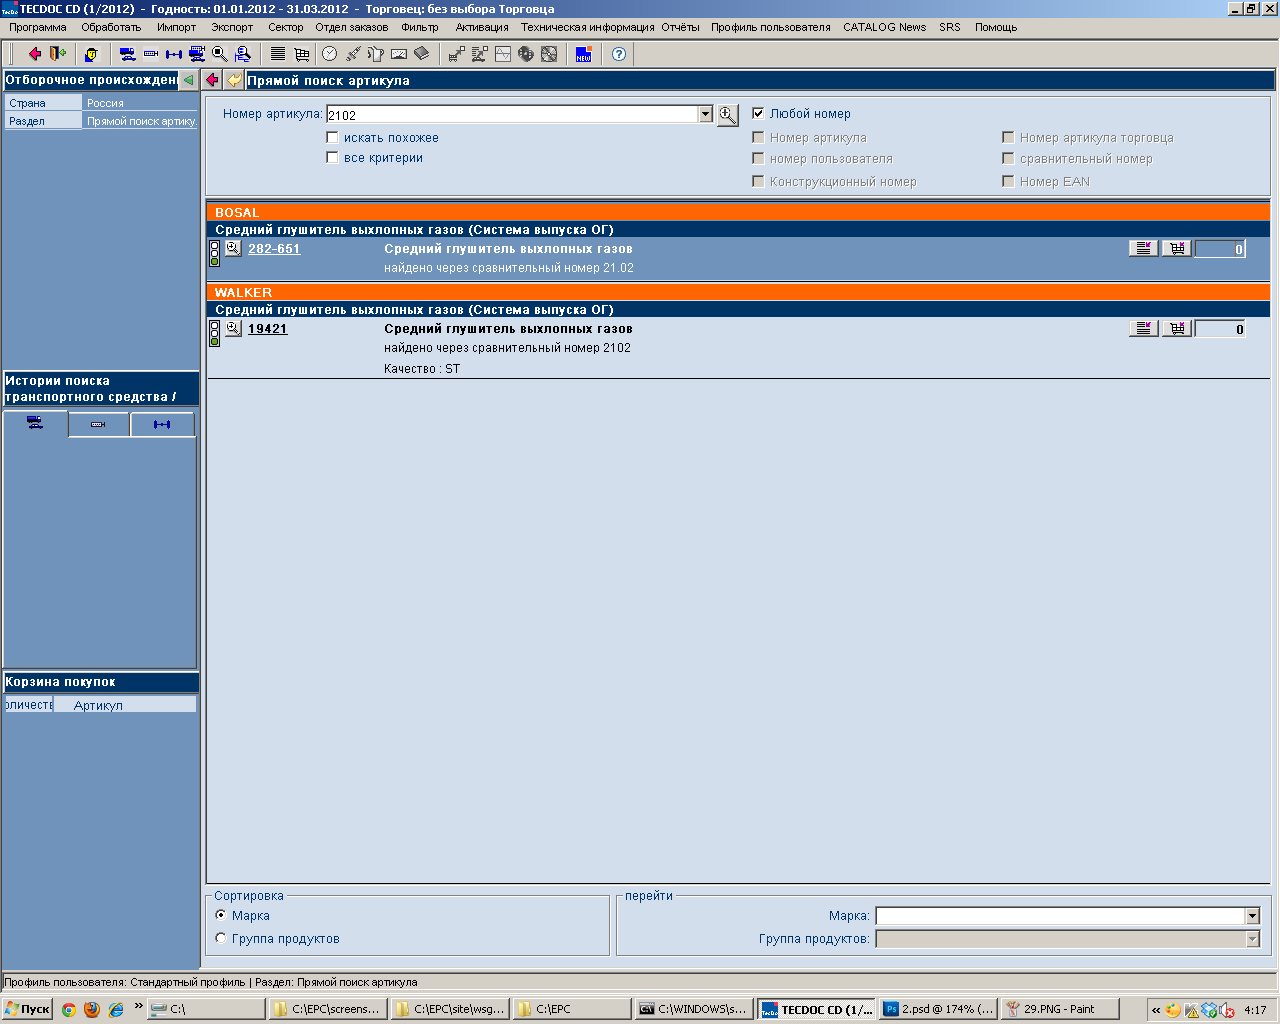 TECDOC CD (1/2012) - Годность: 01.01.2012 - 31.03.2012 - Торговец: без выбора Торговца
Программа Обработать Импорт Экспорт Сектор Отдел заказов Фильтр Активация Техническая информация Отчёты Профиль пользователя CATALOG News SRS Помощь
NEW
Отборочное происхожден
Прямой поиск артикула
Страна Россия
Раздел Прямой поиск артику.
Номер артикула: 2102
искать похожее
все критерии
Любой номер
Номер артикула Номер артикула торговца
номер пользователя сравнительный номер
Конструкционный номер Номер EAN
BOSAL
Средний глушитель выхлопных газов (Система выпуска ОГ)
282-651 Средний глушитель выхлопных газов 0
найдено через сравнительный номер 21.02
WALKER
Средний глушитель выхлопных газов (Система выпуска ОГ)
19421 Средний глушитель выхлопных газов 0
найдено через сравнительный номер 2102
Качество : ST
Истории поиска
транспортного средства /
Корзина покупок
оличеств Артикул
Сортировка
Марка
Группа продуктов
перейти
Марка:
Группа продуктов:
Профиль пользователя: Стандартный профиль | Раздел: Прямой поиск артикула
Пуск » C:\ C:\EPC\screens... C:\EPC\site\wsg... C:\EPC C:\WINDOWS\s... TECDOC CD (1/... 2.psd @ 174% (... 29.PNG - Paint « 4:17